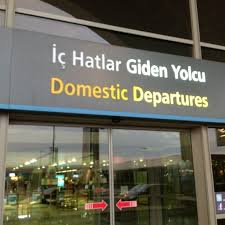 İç Hatlar Giden Yolcu
Domestic Departures